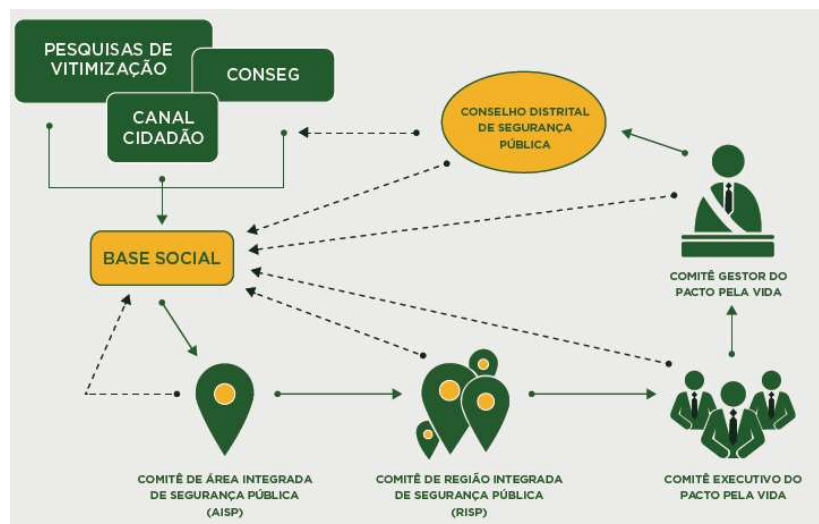 PESQUISAS DE
VITIMIZAÇÃO
CONSEG
CANAL
CIDADÃO
CONSELHO DISTRITAL
DE SEGURANÇA
PÚBLICA
BASE SOCIAL
COMITÊ GESTOR DO
PACTO PELA VIDA
COMITÊ DE ÁREA INTEGRADA
DE SEGURANÇA PÚBLICA
(AISP)
COMITÊ DE REGIÃO INTEGRADA
DE SEGURANÇA PÚBLICA
(RISP)
COMITÊ EXECUTIVO DO
PACTO PELA VIDA